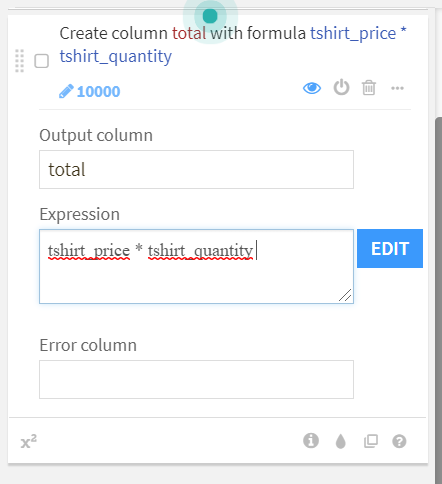 Create column total with formula tshirt_price *
tshirt_quantity
10000
Output column
total
Expression
tshirt_price * tshirt_quantity
EDIT
Error column
x²